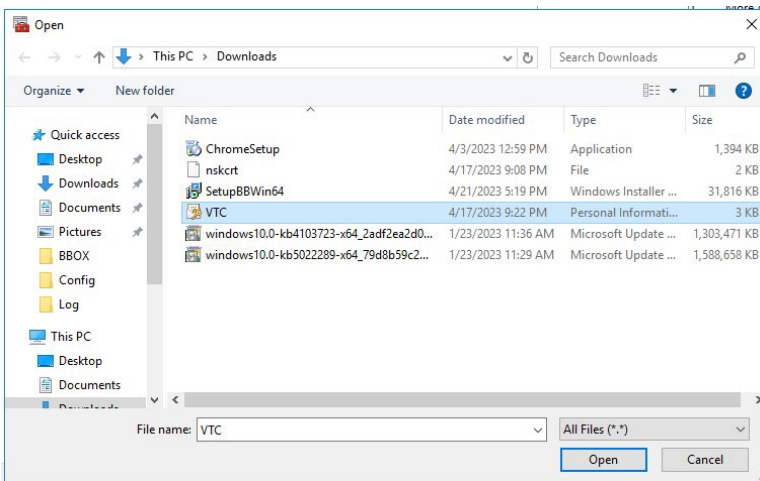 More
Open
This PC > Downloads
Search Downloads
Organize
New folder
Name Date modified Type Size
Quick access
Desktop
Downloads
Documents
Pictures
BBOX
Config
Log
This PC
Desktop
Documents
Downloads
ChromeSetup 4/3/2023 12:59 PM Application 1,394 KB
nskcrt 4/17/2023 9:08 PM File 2 KB
SetupBBWin64 4/21/2023 5:19 PM Windows Installer ... 31,816 KB
VTC 4/17/2023 9:22 PM Personal Informati... 3 KB
windows10.0-kb4103723-x64_2adf2ea2d0... 1/23/2023 11:36 AM Microsoft Update ... 1,303,471 KB
windows10.0-kb5022289-x64_79d8b59c2... 1/23/2023 11:29 AM Microsoft Update ... 1,588,658 KB
File name: VTC
All Files (*.*)
Open Cancel